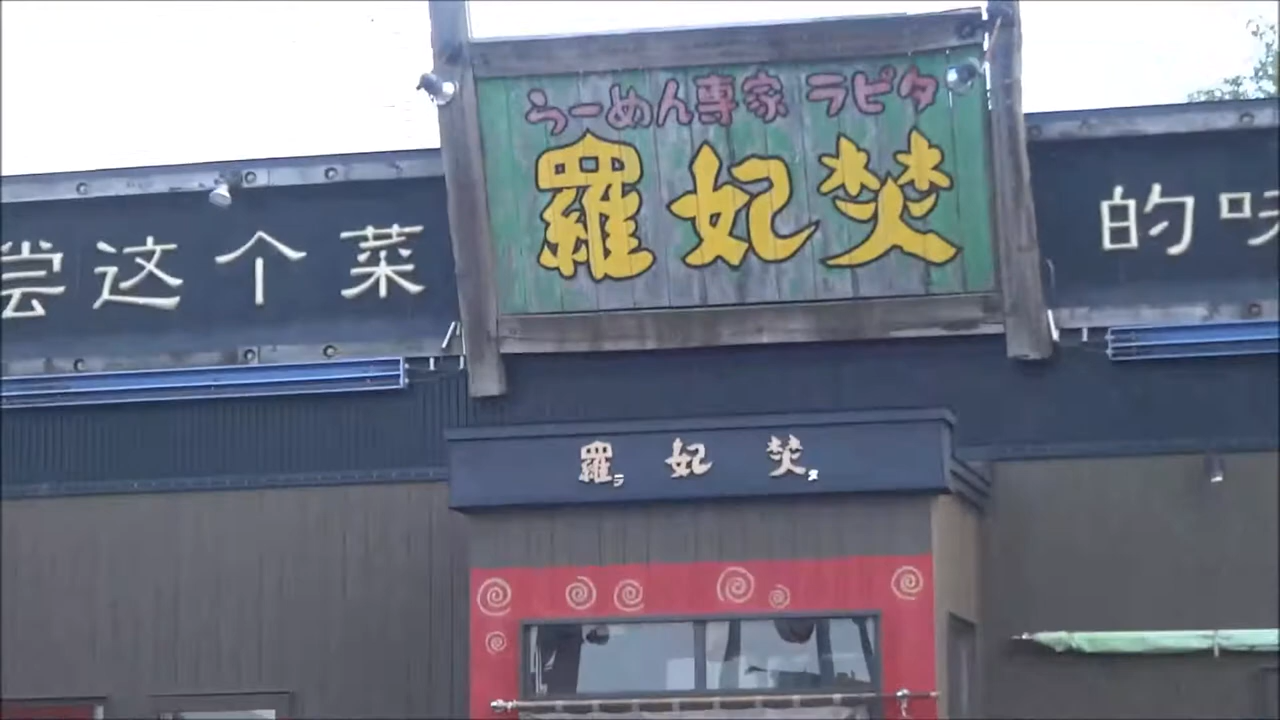 らーめん専家 ラピタ
羅妃焚
尝这个菜
的味
羅ラ妃焚タ